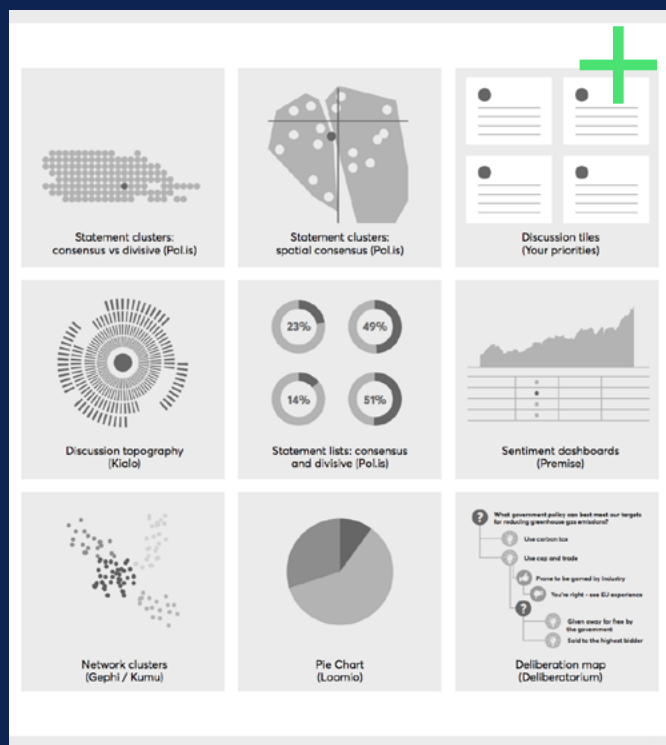 Statement clusters:
consensus vs divisive (Pol.is)
Statement clusters:
spatial consensus (Pol.is)
Discussion tiles
(Your priorities)
Discussion topography
(Kialo)
23%
49%
14%
51%
Statement lists: consensus
and divisive (Pol.is)
Sentiment dashboards
(Premise)
Network clusters
(Gephi / Kumu)
Pie Chart
(Loomio)
?
What government policy can best meet our targets
for reducing greenhouse gas emissions?
Use carbon tax
Use cap and trade
Prone to be gamed by industry
You're right - see EU experience
?
Given away for free by
the government
Sold to the highest bidder
Deliberation map
(Deliberatorium)